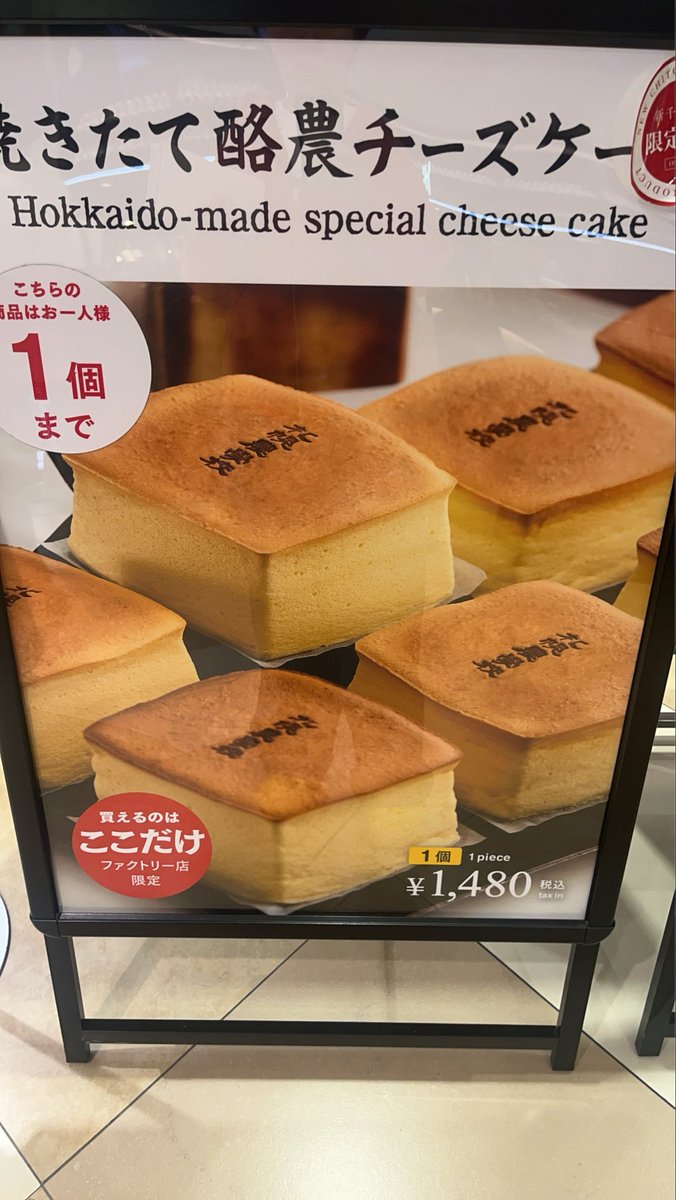 焼きたて酪農チーズケー
Hokkaido-made special cheese cake
限定
こちらの
商品はお一人様
1個
まで
買えるのは
ここだけ
ファクトリー店
限定
1個 1 piece
¥1,480 税込
tax in